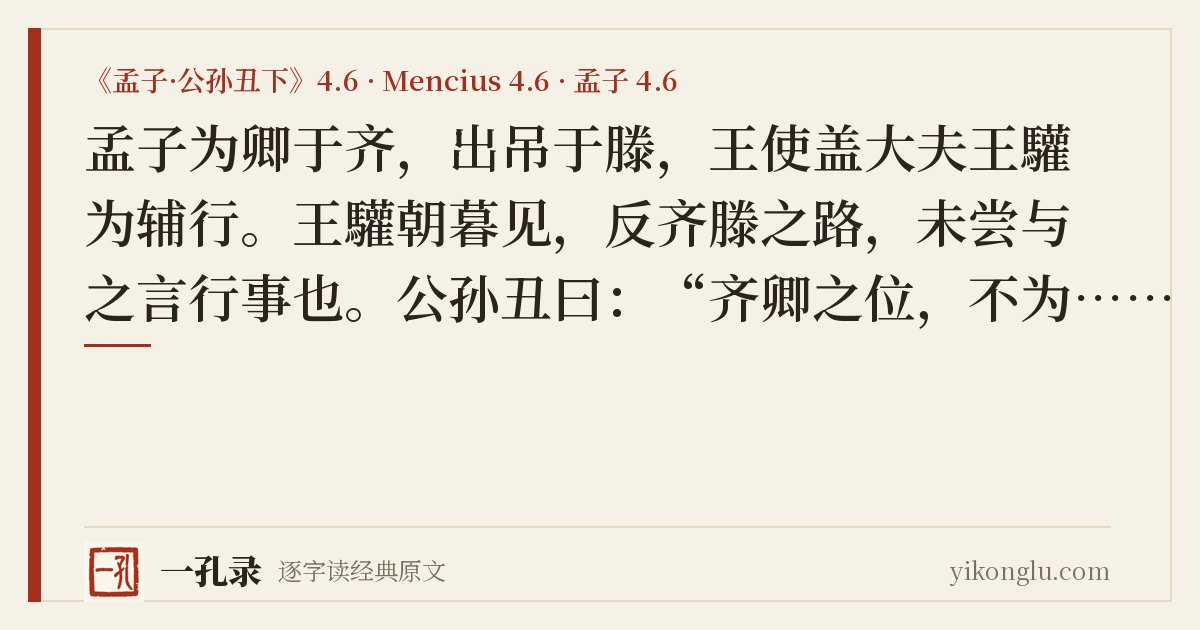 《孟子·公孙丑下》4.6 · Mencius 4.6 · 孟子 4.6
孟子为卿于齐，出吊于滕，王使盖大夫王驩
为辅行。王驩朝暮见，反齐滕之路，未尝与
之言行事也。公孙丑曰：“齐卿之位，不为……
一孔
一孔录 逐字读经典原文 yikonglu.com